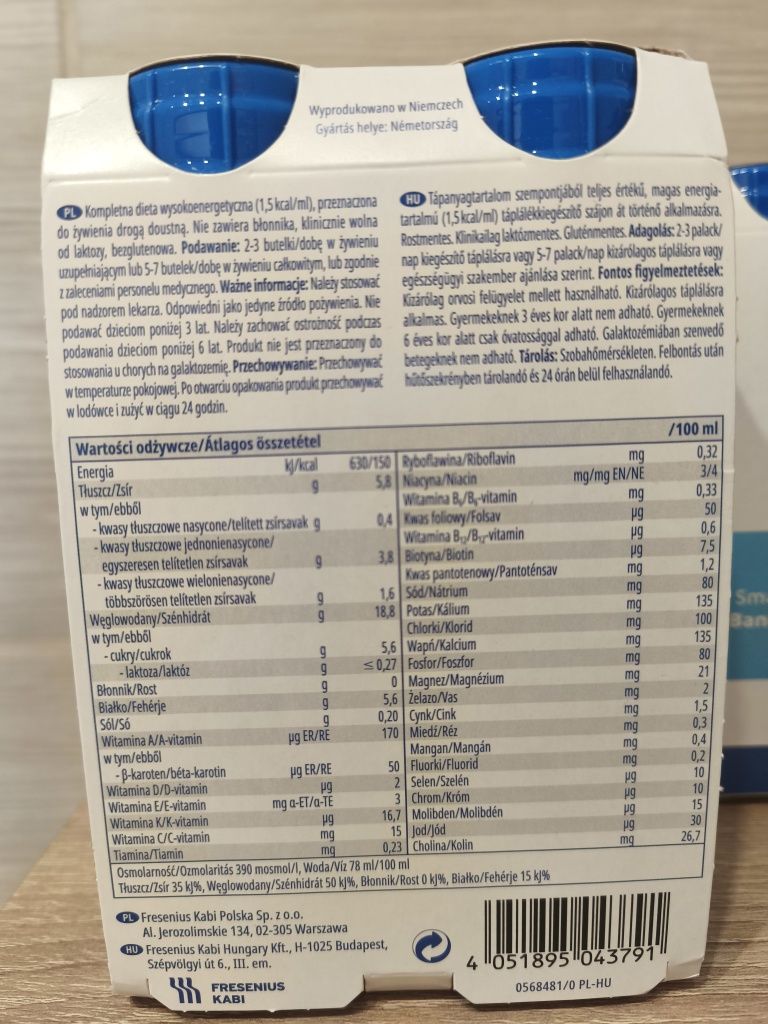 Wyprodukowano w Niemczech
Gyártás helye: Németország
PL Kompletna dieta wysokoenergetyczna (1,5 kcal/ml), przeznaczona
do żywienia drogą doustną. Nie zawiera błonnika, klinicznie wolna
od laktozy, bezglutenowa. Podawanie: 2-3 butelki/dobę w żywieniu
uzupełniającym lub 5-7 butelek/dobę w żywieniu całkowitym, lub zgodnie
z zaleceniami personelu medycznego. Ważne informacje: Należy stosować
pod nadzorem lekarza. Odpowiedni jako jedyne źródło pożywienia. Nie
podawać dzieciom poniżej 3 lat. Należy zachować ostrożność podczas
podawania dzieciom poniżej 6 lat. Produkt nie jest przeznaczony do
stosowania u chorych na galaktozemię. Przechowywanie: Przechowywać
w temperaturze pokojowej. Po otwarciu opakowania produkt przechowywać
w lodówce i zużyć w ciągu 24 godzin.
HU Tápanyagtartalom szempontjából teljes értékű, magas energia-
tartalmú (1,5 kcal/ml) táplálékkiegészítő szájon át történő alkalmazásra.
Rostmentes. Klinikailag laktózmentes. Gluténmentes. Adagolás: 2-3 palack/
nap kiegészítő táplálásra vagy 5-7 palack/nap kizárólagos táplálásra vagy
egészségügyi szakember ajánlása szerint. Fontos figyelmeztetések:
Kizárólag orvosi felügyelet mellett használható. Kizárólagos táplálásra
alkalmas. Gyermekeknek 3 éves kor alatt nem adható. Gyermekeknek
6 éves kor alatt csak óvatossággal adható. Galaktozémiában szenvedő
betegeknek nem adható. Tárolás: Szobahőmérsékleten. Felbontás után
hűtőszekrényben tárolandó és 24 órán belül felhasználandó.
Wartości odżywcze/Átlagos összetétel /100 ml
Energia kJ/kcal 630/150
Tłuszcz/Zsír g 5,8
w tym/ebből
- kwasy tłuszczowe nasycone/telített zsírsavak g 0,4
- kwasy tłuszczowe jednonienasycone/
egyszeresen telítetlen zsírsavak g 3,8
- kwasy tłuszczowe wielonienasycone/
többszörösen telítetlen zsírsavak g 1,6
Węglowodany/Szénhidrát g 18,8
w tym/ebből
- cukry/cukrok g 5,6
- laktoza/laktóz g ≤ 0,27
Błonnik/Rost g 0
Białko/Fehérje g 5,6
Sól/Só g 0,20
Witamina A/A-vitamin µg ER/RE 170
w tym/ebből
- β-karoten/béta-karotin µg ER/RE 50
Witamina D/D-vitamin µg 2
Witamina E/E-vitamin mg α-ET/α-TE 3
Witamina K/K-vitamin µg 16,7
Witamina C/C-vitamin mg 15
Tiamina/Tiamin mg 0,23
Ryboflawina/Riboflavin mg 0,32
Niacyna/Niacin mg/mg EN/NE 3/4
Witamina B₆/B₆-vitamin mg 0,33
Kwas foliowy/Folsav µg 50
Witamina B₁₂/B₁₂-vitamin µg 0,6
Biotyna/Biotin µg 7,5
Kwas pantotenowy/Pantoténsav mg 1,2
Sód/Nátrium mg 80
Potas/Kálium mg 135
Chlorki/Klorid mg 100
Wapń/Kalcium mg 135
Fosfor/Foszfor mg 80
Magnez/Magnézium mg 21
Żelazo/Vas mg 2
Cynk/Cink mg 1,5
Miedź/Réz mg 0,3
Mangan/Mangán mg 0,4
Fluorki/Fluorid mg 0,2
Selen/Szelén µg 10
Chrom/Króm µg 10
Molibden/Molibdén µg 15
Jod/Jód µg 30
Cholina/Kolin mg 26,7
Osmolarność/Ozmolaritás 390 mosmol/l, Woda/Víz 78 ml/100 ml
Tłuszcz/Zsír 35 kJ%, Węglowodany/Szénhidrát 50 kJ%, Błonnik/Rost 0 kJ%, Białko/Fehérje 15 kJ%
PL Fresenius Kabi Polska Sp. z o.o.
Al. Jerozolimskie 134, 02-305 Warszawa
HU Fresenius Kabi Hungary Kft., H-1025 Budapest,
Szépvölgyi út 6., III. em.
FRESENIUS
KABI
4 051895 043791
0568481/0 PL-HU